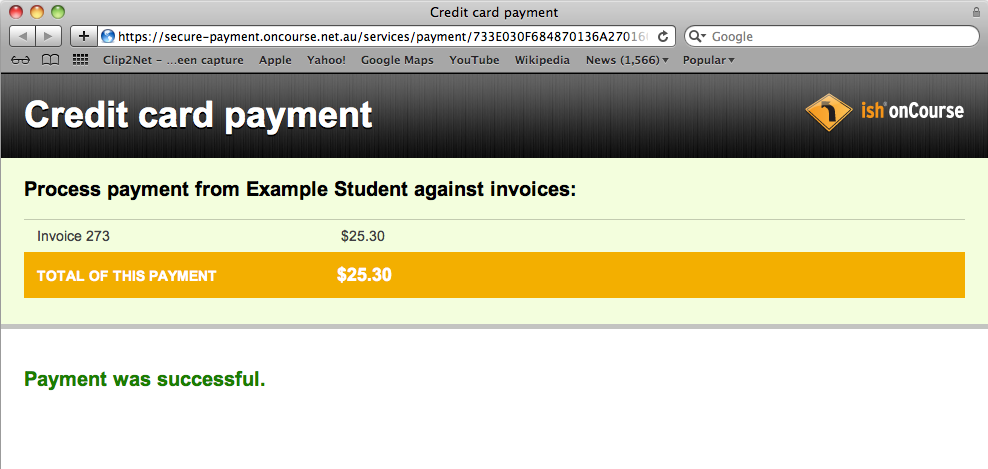 Credit card payment
https://secure-payment.oncourse.net.au/services/payment/733E030F684870136A27016
Google
Clip2Net - ...een capture Apple Yahoo! Google Maps YouTube Wikipedia News (1,566) Popular
Credit card payment
ish onCourse
Process payment from Example Student against invoices:
Invoice 273 $25.30
TOTAL OF THIS PAYMENT $25.30
Payment was successful.